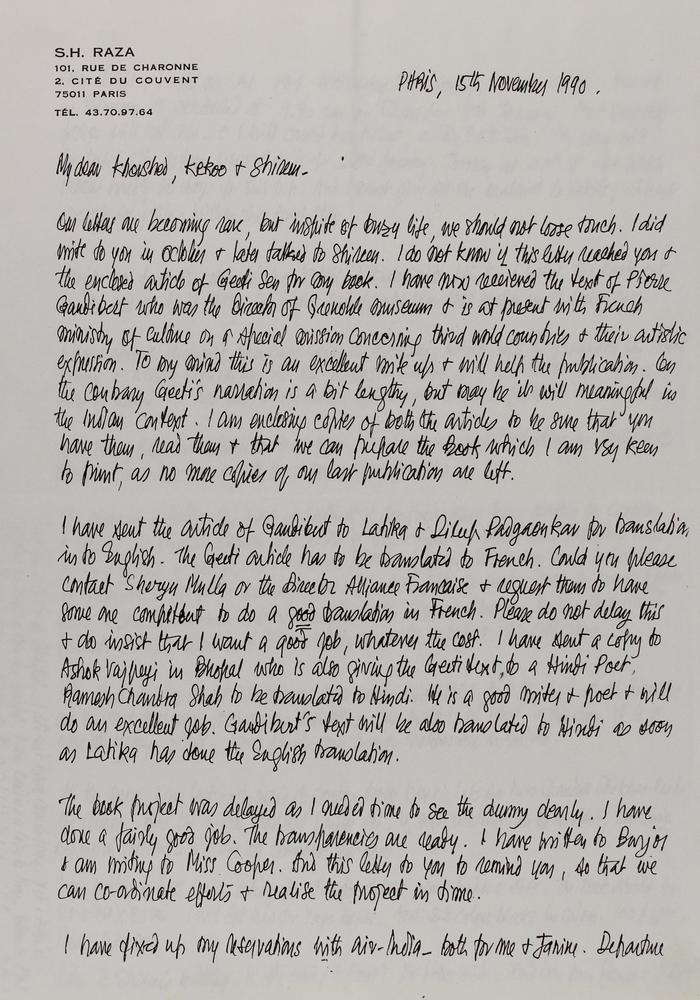 S.H. RAZA
101, RUE DE CHARONNE
2, CITÉ DU COUVENT
75011 PARIS
TÉL. 43.70.97.64
PARIS, 15th November 1990.
My dear Khorshed, Kekoo + Shireen-
Our letters are becoming rare, but inspite of buzy life, we should not loose touch. I did
write to you in october + later talked to Shireen. I do not know if this letter reached you +
the enclosed article of Geeti Sen for my book. I have now received the text of Pierre
Gaudibert who was the Director of Grenoble museum + is at present with French
ministry of culture on a special mission concerning third world countries + their artistic
expression. To my mind this is an excellent write up + will help the publication. On
the contrary Geeti's narration is a bit lengthy, but may be it will meaningful in
the Indian context. I am enclosing copies of both the articles to be sure that you
have them, read them + that we can prepare the book which I am very keen
to print, as no more copies of our last publication are left.
I have sent the article of Gaudibert to Latika + Dileep Padgaonkar for translation
into English. The Geeti article has to be translated to French. Could you please
contact Sheryu Mulla or the Director Alliance Francaise + request them to have
some one competent to do a good translation in French. Please do not delay this
+ do insist that I want a good job, whatever the cost. I have sent a copy to
Ashok Vajpeyi in Bhopal who is also giving the Geeti text, to a Hindi Poet,
Ramesh Chandra Shah to be translated to Hindi. He is a good writer + poet + will
do an excellent job. Gaudibert's text will be also translated to Hindi as soon
as Latika has done the English translation.
The book project was delayed as I needed time to see the dummy clearly. I have
done a fairly good job. The transparencies are ready. I have written to Burjor
+ am writing to Miss Cooper. And this letter to you to remind you, so that we
can co-ordinate efforts + realise the project in time.
I have fixed up my reservations with air-India_ both for me + Janine. Departure